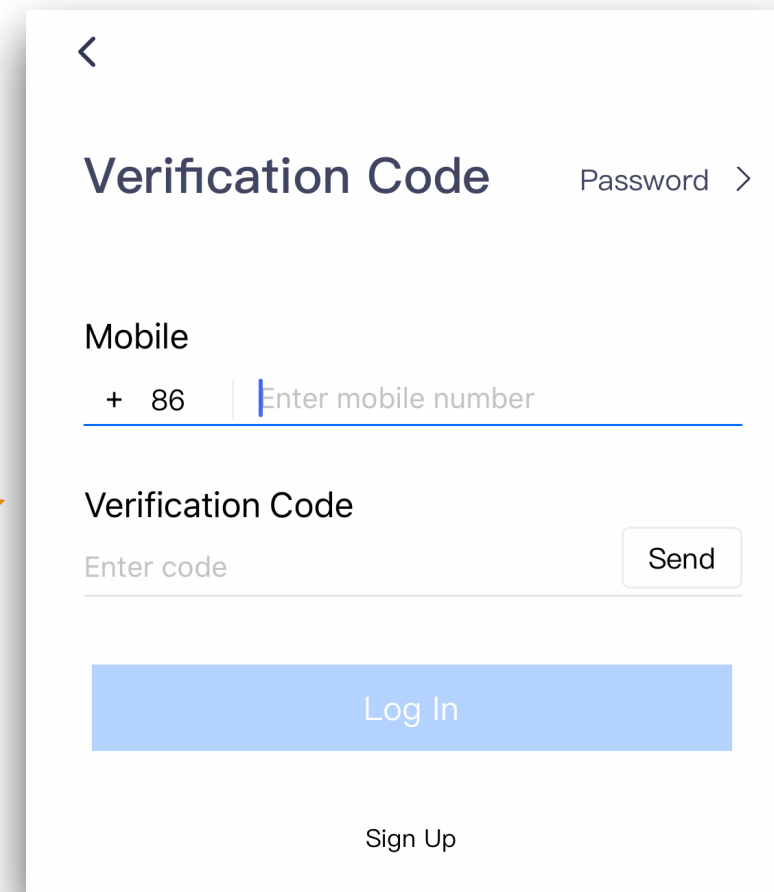 Verification Code Password >
Mobile
+ 86 Enter mobile number
Verification Code
Enter code Send
Log In
Sign Up